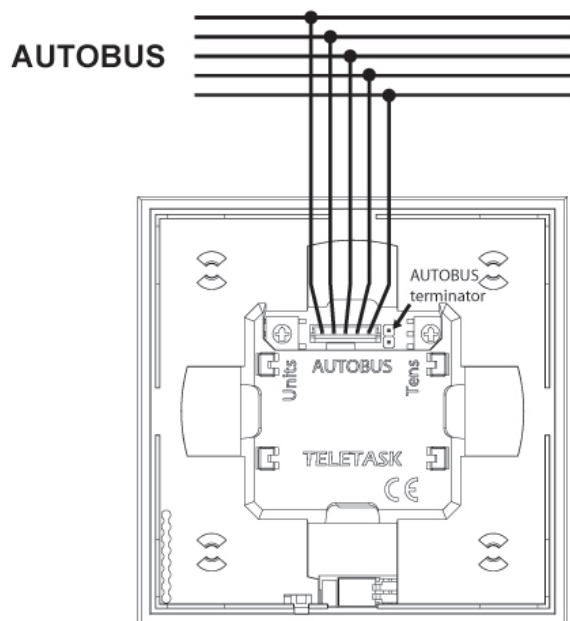 AUTOBUS
AUTOBUS
terminator
Units
AUTOBUS
Tens
TELETASK
CE